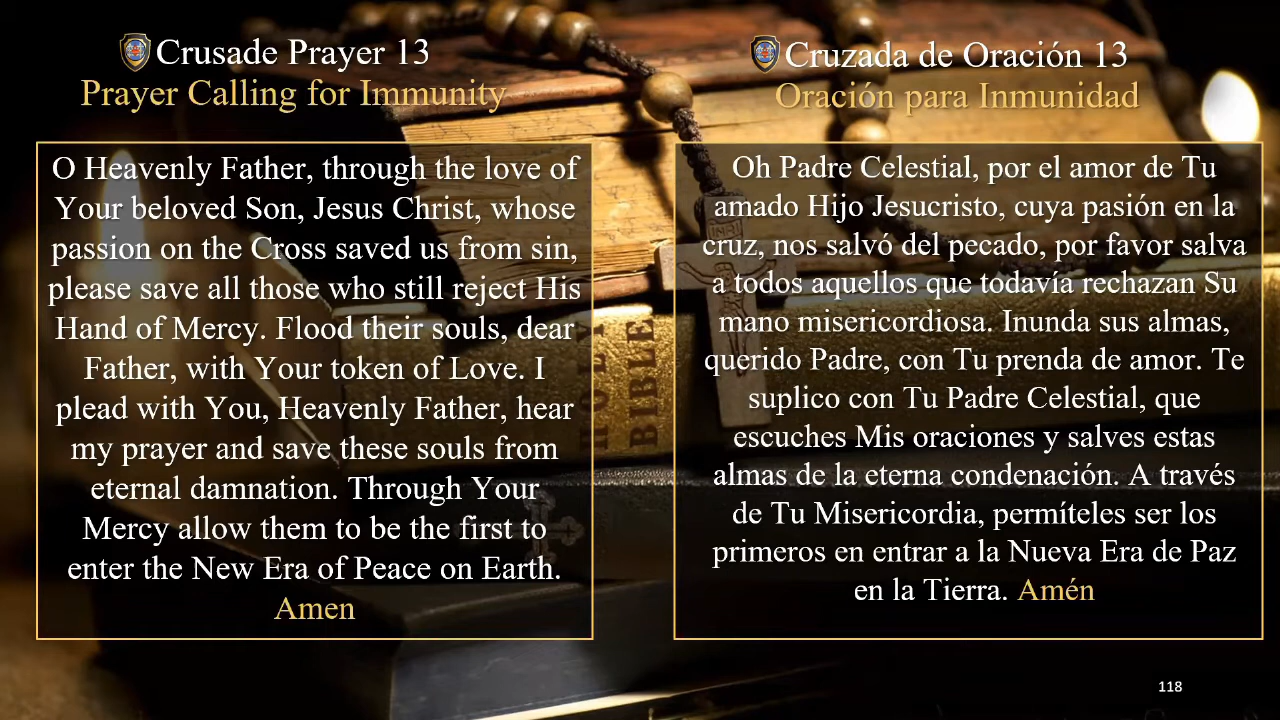 Crusade Prayer 13
Prayer Calling for Immunity
O Heavenly Father, through the love of
Your beloved Son, Jesus Christ, whose
passion on the Cross saved us from sin,
please save all those who still reject His
Hand of Mercy. Flood their souls, dear
Father, with Your token of Love. I
plead with You, Heavenly Father, hear
my prayer and save these souls from
eternal damnation. Through Your
Mercy allow them to be the first to
enter the New Era of Peace on Earth.
Amen
Cruzada de Oración 13
Oración para Inmunidad
Oh Padre Celestial, por el amor de Tu
amado Hijo Jesucristo, cuya pasión en la
cruz, nos salvó del pecado, por favor salva
a todos aquellos que todavía rechazan Su
mano misericordiosa. Inunda sus almas,
querido Padre, con Tu prenda de amor. Te
suplico con Tu Padre Celestial, que
escuches Mis oraciones y salves estas
almas de la eterna condenación. A través
de Tu Misericordia, permíteles ser los
primeros en entrar a la Nueva Era de Paz
en la Tierra. Amén
HOLY
BIBLE
INRI
118